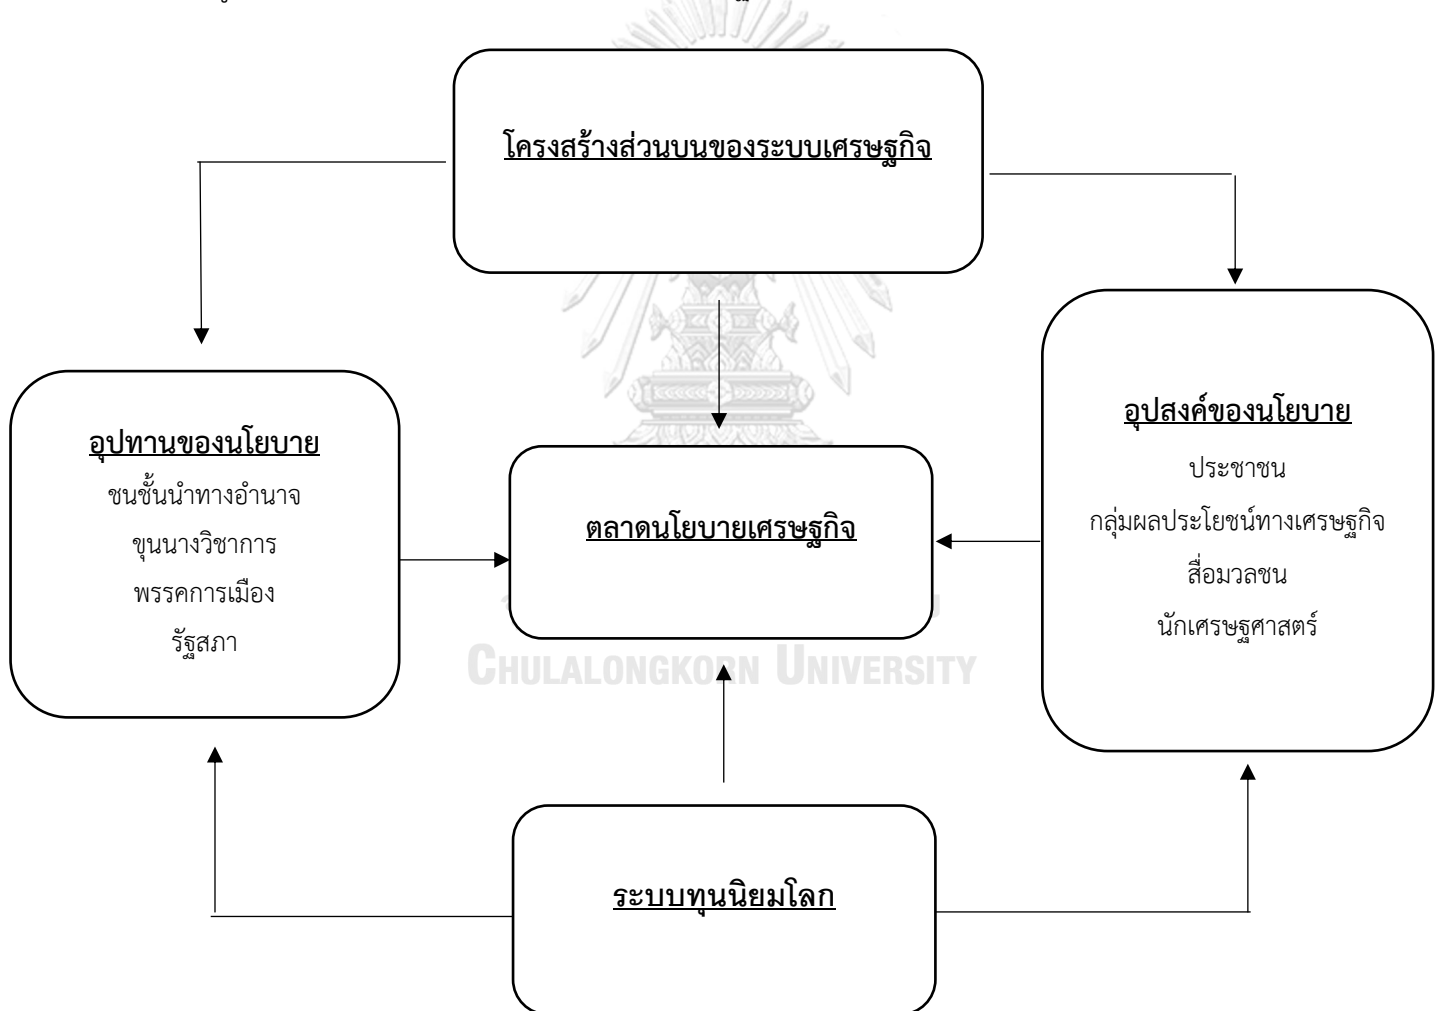 โครงสร้างส่วนบนของระบบเศรษฐกิจ
อุปทานของนโยบาย
ชนชั้นนำทางอำนาจ
ขุนนางวิชาการ
พรรคการเมือง
รัฐสภา
ตลาดนโยบายเศรษฐกิจ
อุปสงค์ของนโยบาย
ประชาชน
กลุ่มผลประโยชน์ทางเศรษฐกิจ
สื่อมวลชน
นักเศรษฐศาสตร์
CHULALONGKORN UNIVERSITY
ระบบทุนนิยมโลก